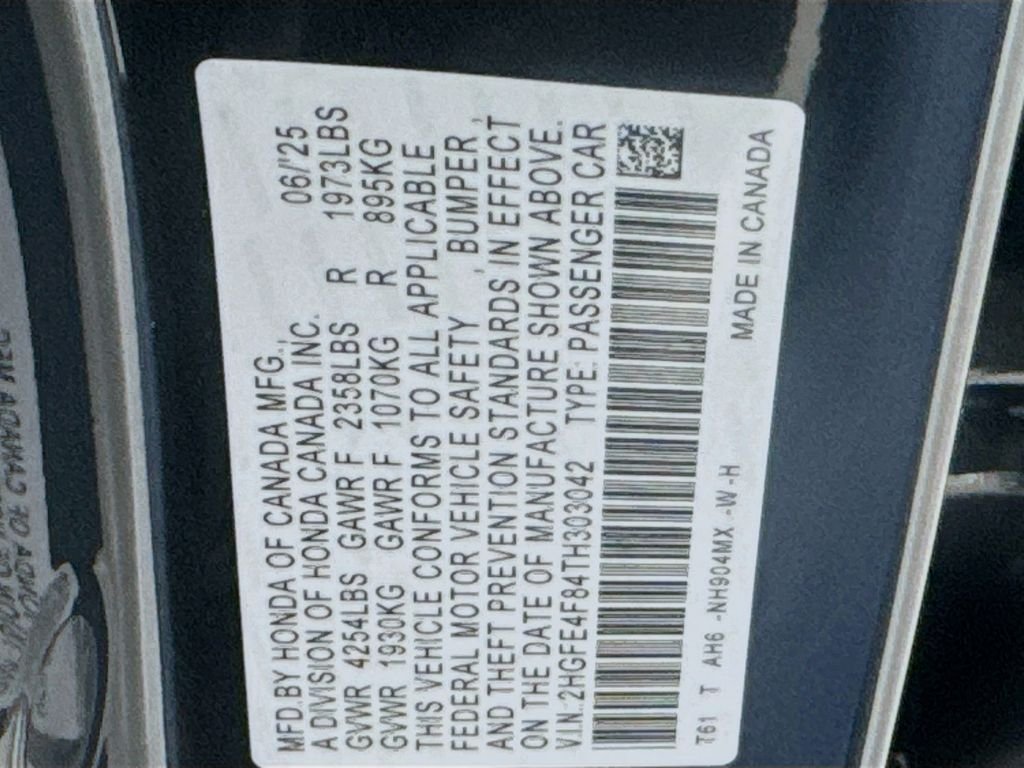 MFD. BY HONDA OF CANADA MFG., 06/'25
A DIVISION OF HONDA CANADA INC.
GVWR 4254LBS GAWR F 2358LBS R 1973LBS
GVWR 1930KG GAWR F 1070KG R 895KG
THIS VEHICLE CONFORMS TO ALL APPLICABLE
FEDERAL MOTOR VEHICLE SAFETY , BUMPER ,
AND THEFT PREVENTION STANDARDS IN EFFECT
ON THE DATE OF MANUFACTURE SHOWN ABOVE.
V.I.N. 2HGFE4F84TH303042 TYPE: PASSENGER CAR
T61 T AH6 -NH904MX -W -H MADE IN CANADA